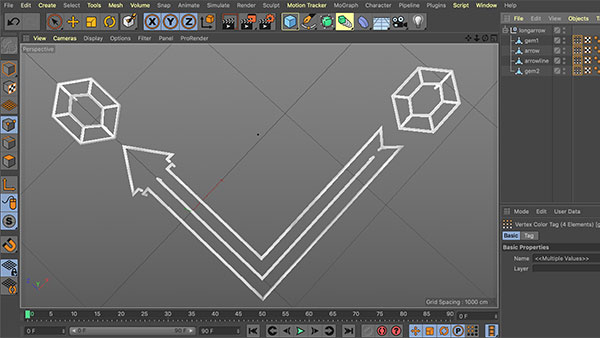 File Edit Create Select Tools Mesh Volume Snap Animate Simulate Render Sculpt Motion Tracker MoGraph Character Pipeline Plugins Script Window H
View Cameras Display Options Filter Panel ProRender
Perspective
Grid Spacing : 1000 cm
X Y Z
File Edit View Objects Ta
longarrow
gem1
arrow
arrowline
gem2
Mode Edit User Data
Vertex Color Tag (4 Elements) [g
Basic Tag
Basic Properties
Name <<Multiple Values>>
Layer
S
0 5 10 15 20 25 30 35 40 45 50 55 60 65 70 75 80 85 90 0 F
0 F 0 F 90 F 90 F
P